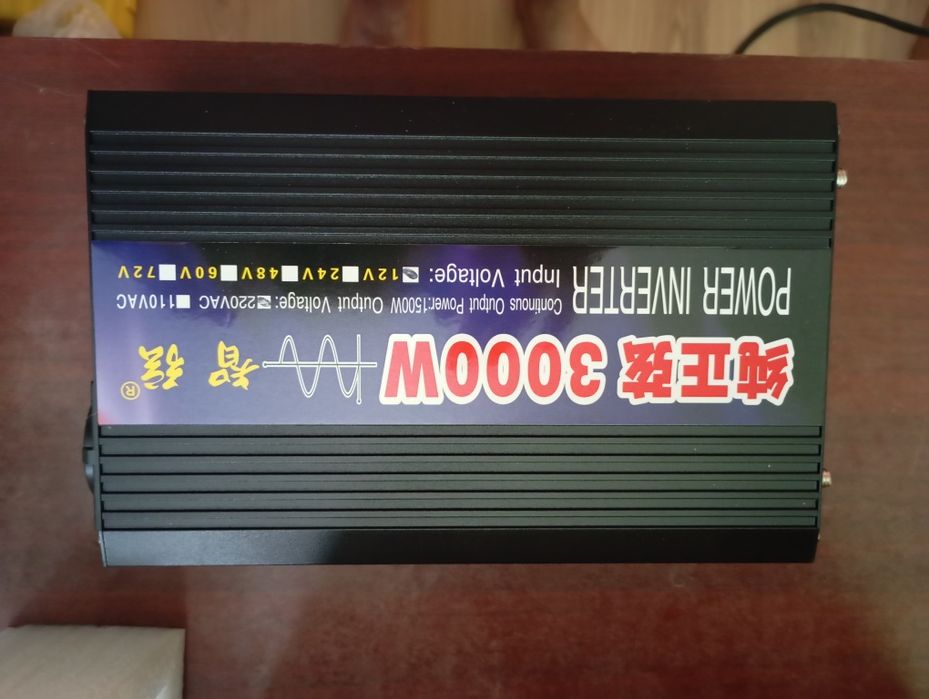 纯正弦 3000W 智 ®
POWER INVERTER
Continous Output Power:1500W Output Voltage: ☑220VAC ☐110VAC
Input Voltage: ☑12V ☐24V ☐48V ☐60V ☐72V